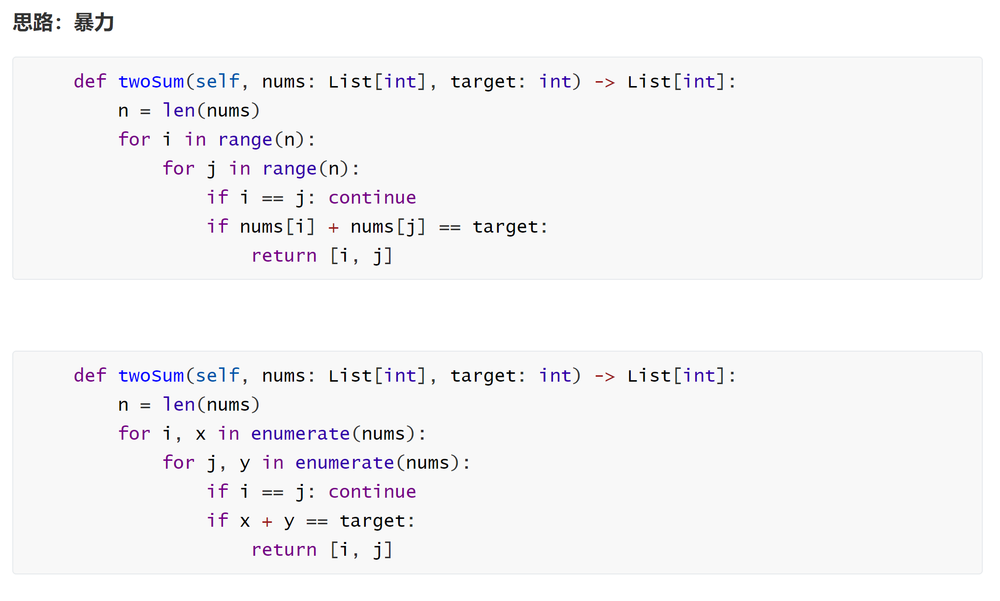 思路：暴力
def twoSum(self, nums: List[int], target: int) -> List[int]:
    n = len(nums)
    for i in range(n):
        for j in range(n):
            if i == j: continue
            if nums[i] + nums[j] == target:
                return [i, j]
def twoSum(self, nums: List[int], target: int) -> List[int]:
    n = len(nums)
    for i, x in enumerate(nums):
        for j, y in enumerate(nums):
            if i == j: continue
            if x + y == target:
                return [i, j]